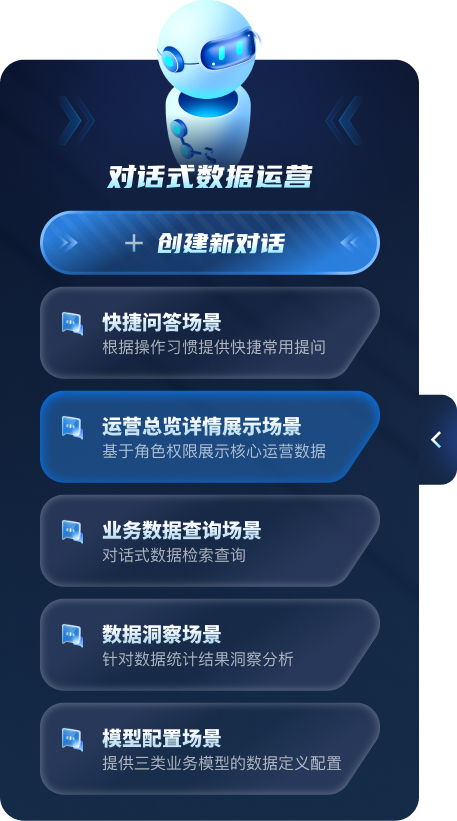 对话式数据运营
+ 创建新对话
快捷问答场景
根据操作习惯提供快捷常用提问
运营总览详情展示场景
基于角色权限展示核心运营数据
业务数据查询场景
对话式数据检索查询
数据洞察场景
针对数据统计结果洞察分析
模型配置场景
提供三类业务模型的数据定义配置